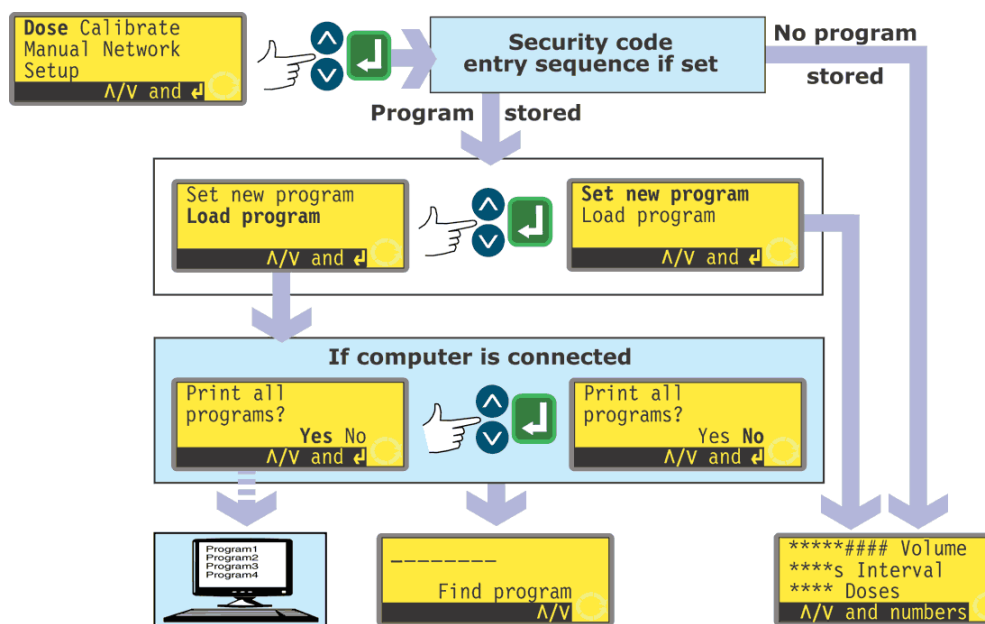 Dose Calibrate
Manual Network
Setup
∧/∨ and ↲
Security code
entry sequence if set
No program
stored
Program stored
Set new program
Load program
∧/∨ and ↲
Set new program
Load program
∧/∨ and ↲
If computer is connected
Print all
programs?
Yes No
∧/∨ and ↲
Print all
programs?
Yes No
∧/∨ and ↲
Program1
Program2
Program3
Program4
________
Find program
∧/∨
*****#### Volume
****s Interval
**** Doses
∧/∨ and numbers